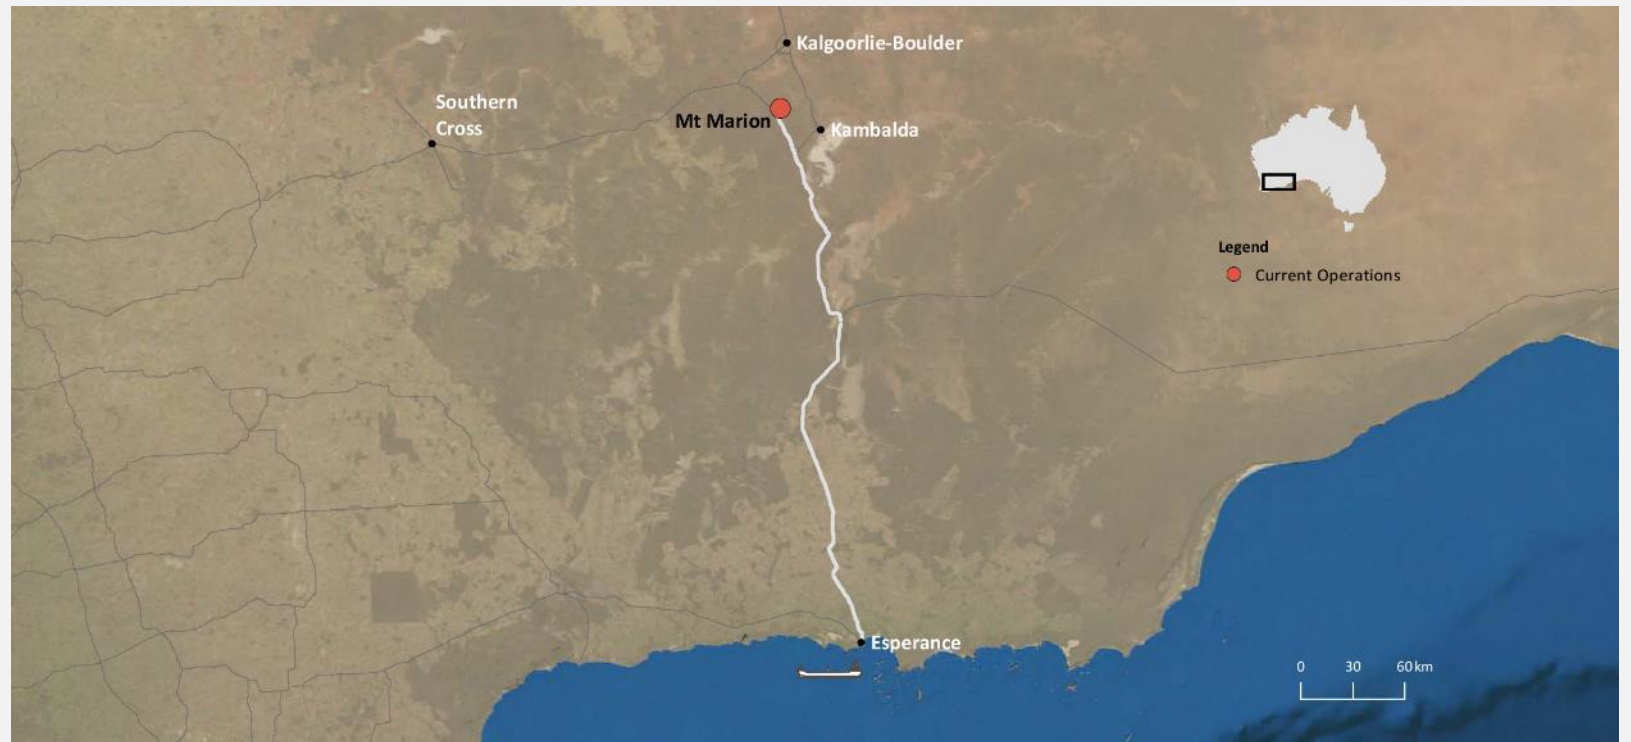 Kalgoorlie-Boulder
Southern
Cross
Mt Marion
Kambalda
Legend
Current Operations
Esperance
0 30 60 km